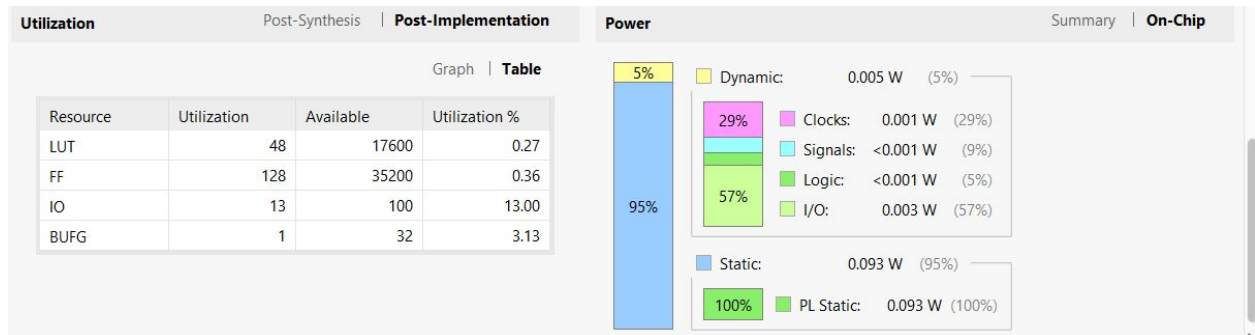 Utilization Post-Synthesis | Post-Implementation
Graph | Table
Resource Utilization Available Utilization %
LUT 48 17600 0.27
FF 128 35200 0.36
IO 13 100 13.00
BUFG 1 32 3.13
Power Summary | On-Chip
5% Dynamic: 0.005 W (5%)
29% Clocks: 0.001 W (29%)
Signals: <0.001 W (9%)
Logic: <0.001 W (5%)
57% I/O: 0.003 W (57%)
95%
Static: 0.093 W (95%)
100% PL Static: 0.093 W (100%)